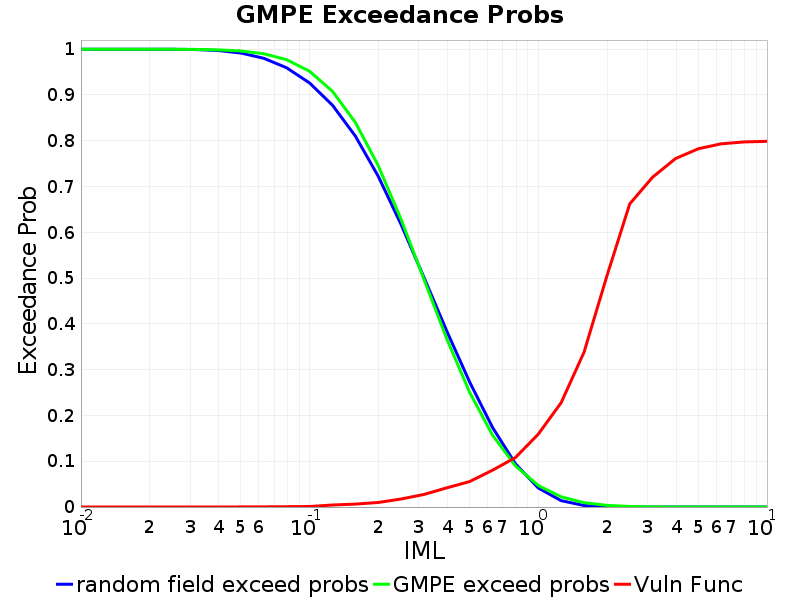 GMPE Exceedance Probs
1
0.9
0.8
0.7
0.6
0.5
0.4
0.3
0.2
0.1
0
Exceedance Prob
10-2 2 3 4 5 6 10-1 2 3 4 5 6 7 100 2 3 4 5 6 7 101
IML
random field exceed probs GMPE exceed probs Vuln Func